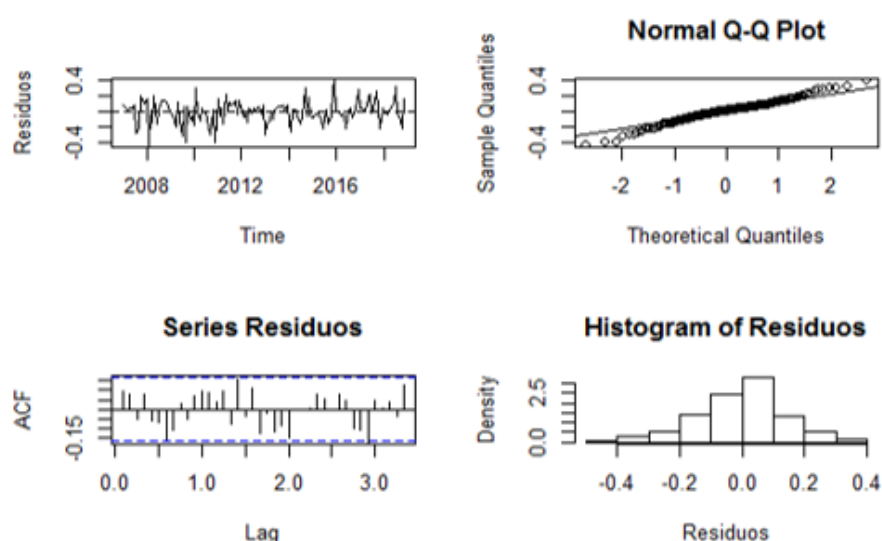 Residuos
0.4
-0.4
2008 2012 2016
Time
Normal Q-Q Plot
Sample Quantiles
0.4
-0.4
-2 -1 0 1 2
Theoretical Quantiles
Series Residuos
ACF
-0.15
0.0 1.0 2.0 3.0
Lag
Histogram of Residuos
Density
2.5
0.0
-0.4 -0.2 0.0 0.2 0.4
Residuos